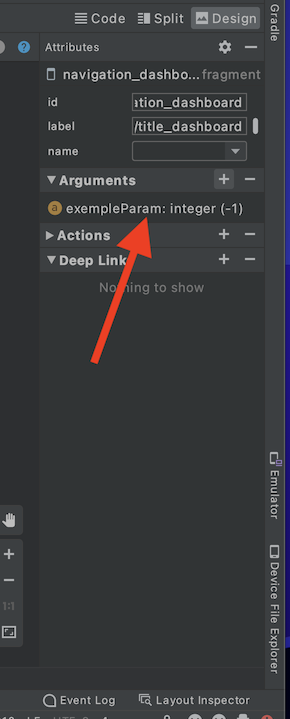 Code Split Design
Gradle
Attributes
navigation_dashbo... fragment
id ation_dashboard
label /title_dashboard
name
Arguments
a exempleParam: integer (-1)
Actions
Deep Link
Nothing to show
Emulator
1:1
Device File Explorer
Event Log Layout Inspector